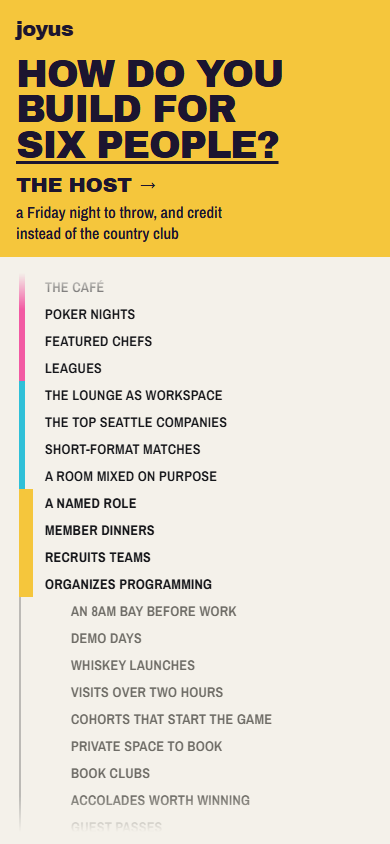 joyus
HOW DO YOU
BUILD FOR
SIX PEOPLE?
THE HOST →
a Friday night to throw, and credit
instead of the country club
THE CAFÉ
POKER NIGHTS
FEATURED CHEFS
LEAGUES
THE LOUNGE AS WORKSPACE
THE TOP SEATTLE COMPANIES
SHORT-FORMAT MATCHES
A ROOM MIXED ON PURPOSE
A NAMED ROLE
MEMBER DINNERS
RECRUITS TEAMS
ORGANIZES PROGRAMMING
AN 8AM BAY BEFORE WORK
DEMO DAYS
WHISKEY LAUNCHES
VISITS OVER TWO HOURS
COHORTS THAT START THE GAME
PRIVATE SPACE TO BOOK
BOOK CLUBS
ACCOLADES WORTH WINNING
GUEST PASSES